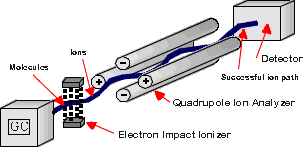 Ions
Molecules
Detector
Successful ion path
+
−
+
−
Quadrupole Ion Analyzer
GC
Electron Impact Ionizer